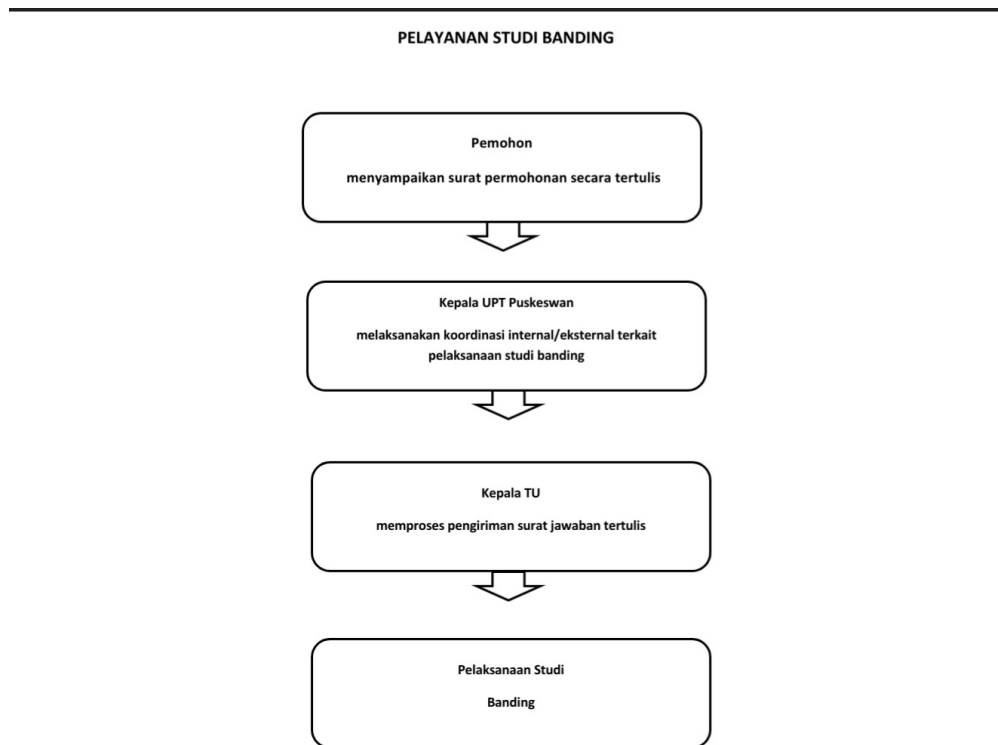 PELAYANAN STUDI BANDING
Pemohon
menyampaikan surat permohonan secara tertulis
Kepala UPT Puskeswan
melaksanakan koordinasi internal/eksternal terkait
pelaksanaan studi banding
Kepala TU
memproses pengiriman surat jawaban tertulis
Pelaksanaan Studi
Banding